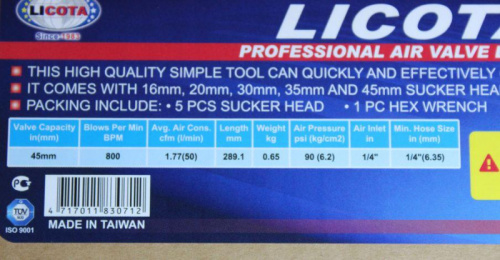 LICOTA
Since-1983
LICOTA
PROFESSIONAL AIR VALVE
THIS HIGH QUALITY SIMPLE TOOL CAN QUICKLY AND EFFECTIVELY
IT COMES WITH 16mm, 20mm, 30mm, 35mm AND 45mm SUCKER
PACKING INCLUDE: • 5 PCS SUCKER HEAD • 1 PC HEX WRENCH
Valve Capacity in(mm) Blows Per Min BPM Avg. Air Cons. cfm (l/min) Length mm Weight kg Air Pressure psi (kg/cm2) Air Inlet in Min. Hose Size in (mm)
45mm 800 1.77(50) 289.1 0.65 90 (6.2) 1/4" 1/4"(6.35)
TÜV
ISO 9001
4 717011 830712
MADE IN TAIWAN